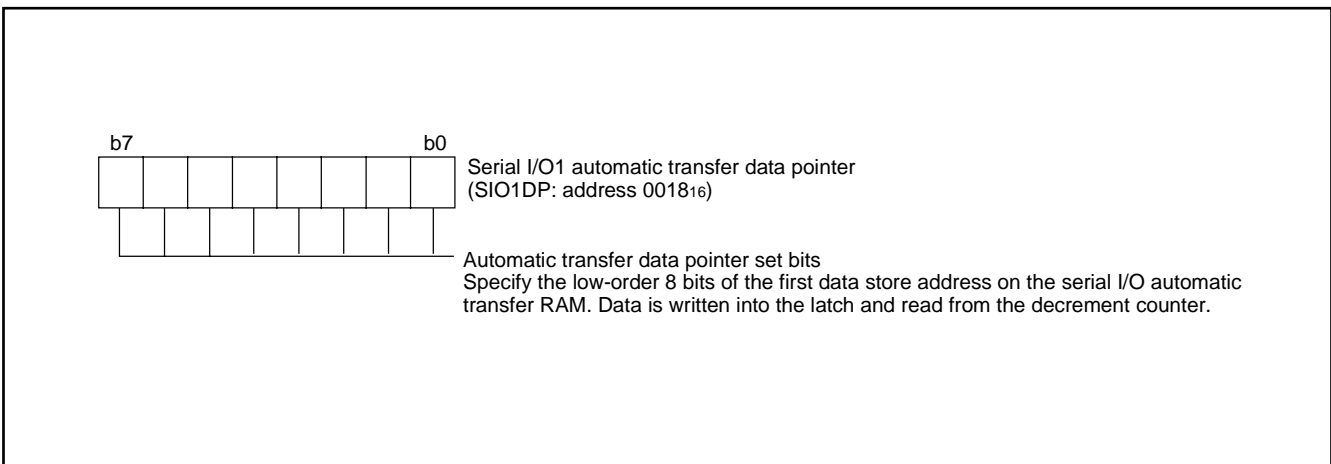 b7 b0
Serial I/O1 automatic transfer data pointer
(SIO1DP: address 001816)
Automatic transfer data pointer set bits
Specify the low-order 8 bits of the first data store address on the serial I/O automatic
transfer RAM. Data is written into the latch and read from the decrement counter.